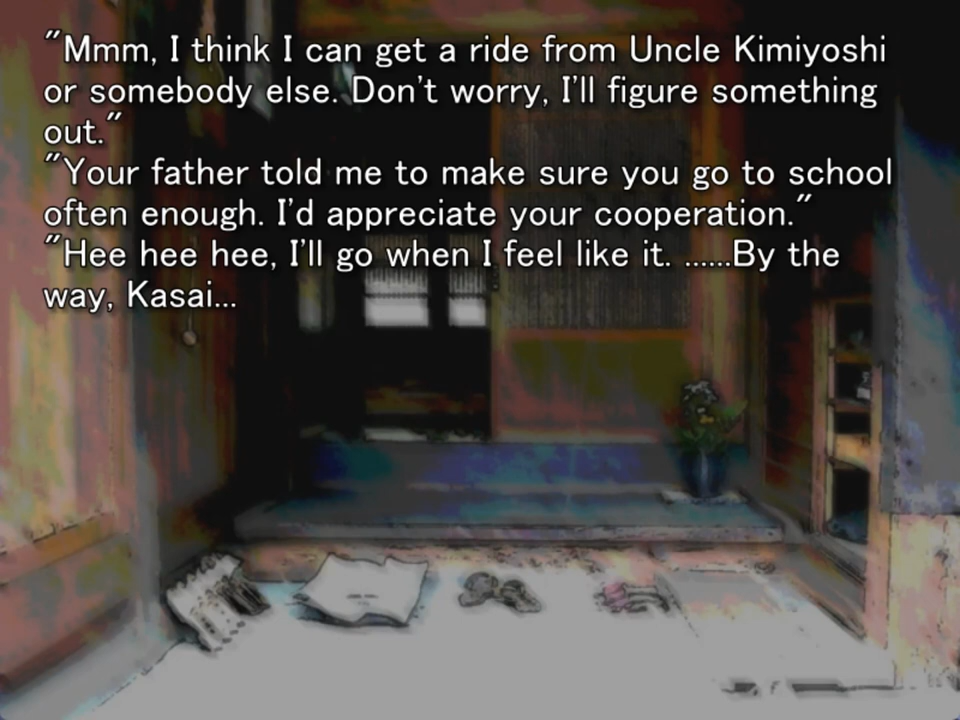 "Mmm, I think I can get a ride from Uncle Kimiyoshi
or somebody else. Don't worry, I'll figure something
out."
"Your father told me to make sure you go to school
often enough. I'd appreciate your cooperation."
"Hee hee hee, I'll go when I feel like it. ......By the
way, Kasai...